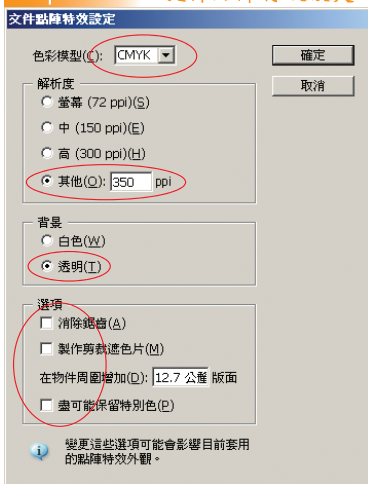 文件點陣特效設定
色彩模型(C): CMYK
確定
取消
解析度
螢幕 (72 ppi)(S)
中 (150 ppi)(E)
高 (300 ppi)(H)
其他(O): 350 ppi
背景
白色(W)
透明(T)
選項
消除鋸齒(A)
製作剪裁遮色片(M)
在物件周圍增加(D): 12.7 公釐 版面
盡可能保留特別色(P)
變更這些選項可能會影響目前套用
的點陣特效外觀。